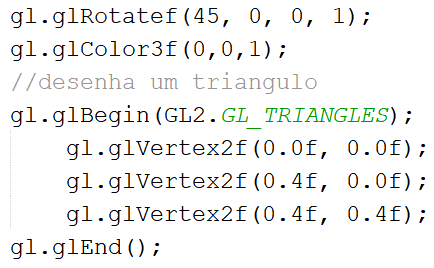 gl.glRotatef(45, 0, 0, 1);
gl.glColor3f(0,0,1);
//desenha um triangulo
gl.glBegin(GL2.GL_TRIANGLES);
    gl.glVertex2f(0.0f, 0.0f);
    gl.glVertex2f(0.4f, 0.0f);
    gl.glVertex2f(0.4f, 0.4f);
gl.glEnd();